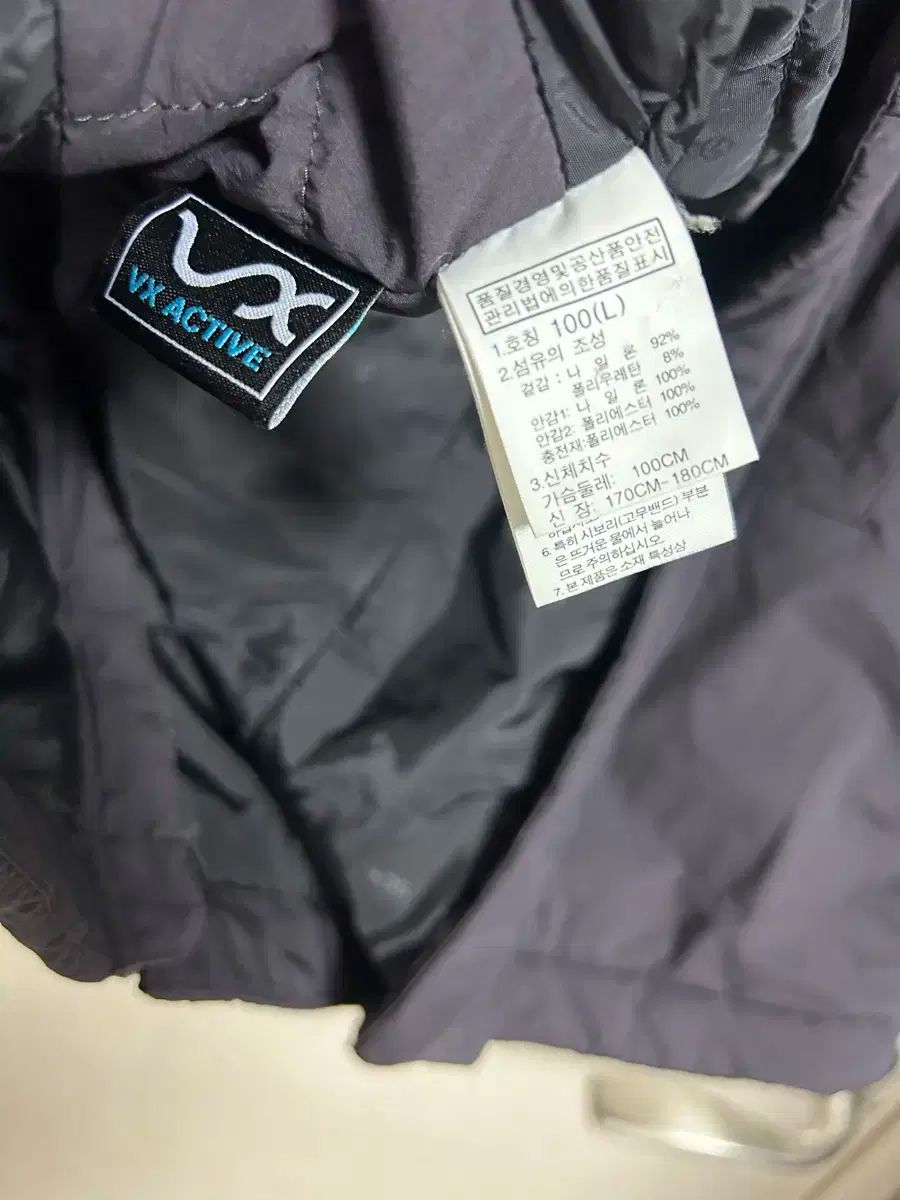 VX
VX ACTIVE
품질경영및공산품안전
관리법에의한품질표시
1.호칭 100(L)
2.섬유의 조성
겉감 : 나 일 론 92%
폴리우레탄 8%
안감1: 나 일 론 100%
안감2: 폴리에스터 100%
충전재:폴리에스터 100%
3.신체치수
가슴둘레: 100CM
신 장: 170CM~180CM
6. 특히 시보리(고무밴드) 부분
은 뜨거운 물에서 늘어나
므로 주의하십시오.
7. 본 제품은 소재 특성상